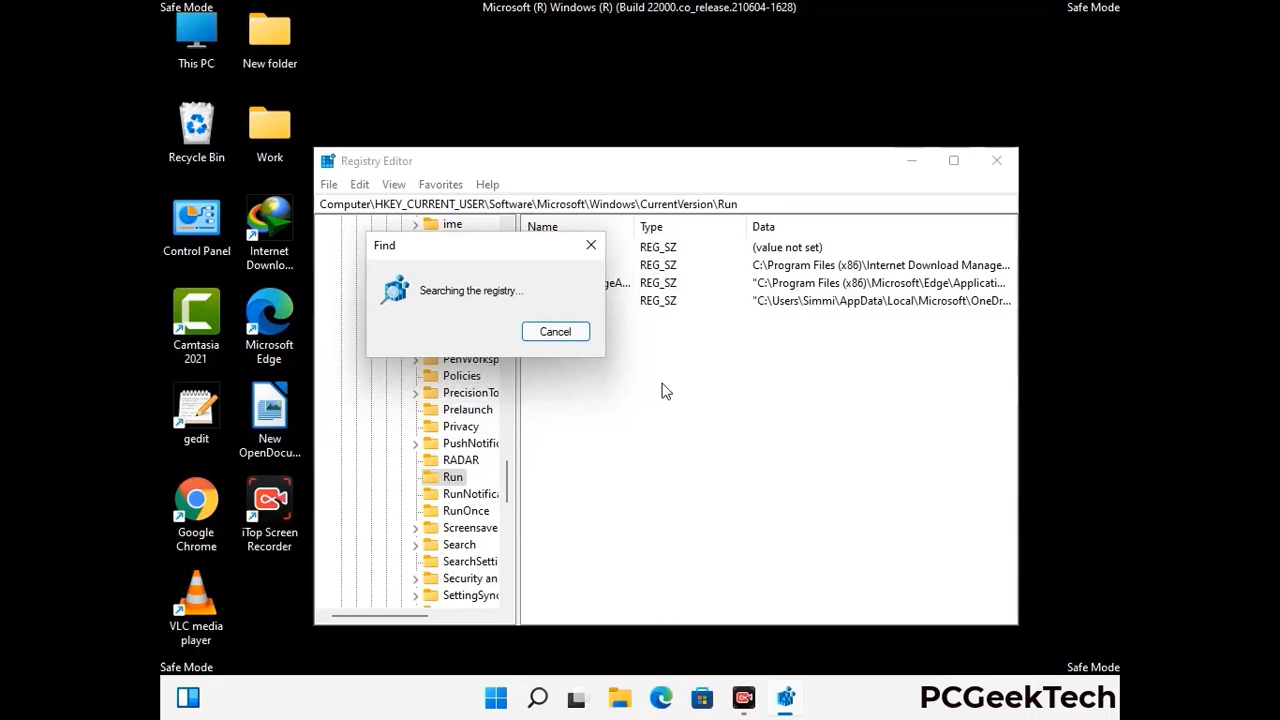 Safe Mode
Microsoft (R) Windows (R) (Build 22000.co_release.210604-1628)
Safe Mode
This PC
New folder
Recycle Bin
Work
Control Panel
Internet
Downlo...
Camtasia
2021
Microsoft
Edge
gedit
New
OpenDocu...
Google
Chrome
iTop Screen
Recorder
VLC media
player
Registry Editor
File Edit View Favorites Help
Computer\HKEY_CURRENT_USER\Software\Microsoft\Windows\CurrentVersion\Run
ime
PenWorksp
Policies
PrecisionTo
Prelaunch
Privacy
PushNotific
RADAR
Run
RunNotifica
RunOnce
Screensave
Search
SearchSetti
Security an
SettingSync
Name Type Data
REG_SZ (value not set)
REG_SZ C:\Program Files (x86)\Internet Download Manage...
geA... REG_SZ "C:\Program Files (x86)\Microsoft\Edge\Applicati...
REG_SZ "C:\Users\Simmi\AppData\Local\Microsoft\OneDr...
Find
Searching the registry...
Cancel
Safe Mode
Safe Mode
PCGeekTech